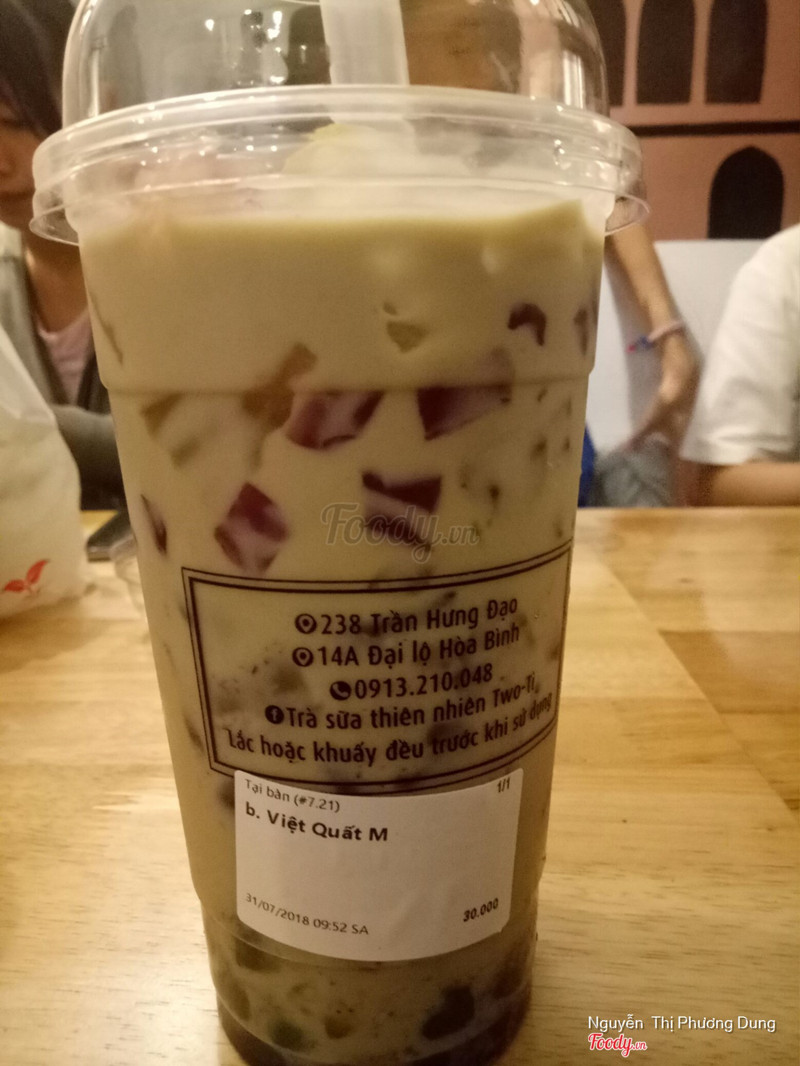 Foody.vn
238 Trần Hưng Đạo
14A Đại lộ Hòa Bình
0913.210.048
Trà sữa thiên nhiên Two-Ti
Lắc hoặc khuấy đều trước khi sử dụng
Tại bàn (#7.21) 1/1
b. Việt Quất M
31/07/2018 09:52 SA 30.000
Nguyễn Thị Phương Dung
Foody.vn